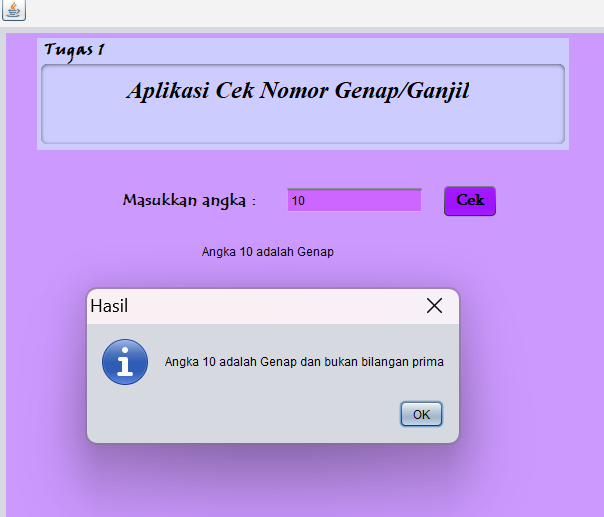 Tugas 1
Aplikasi Cek Nomor Genap/Ganjil
Masukkan angka : 10 Cek
Angka 10 adalah Genap
Hasil
Angka 10 adalah Genap dan bukan bilangan prima
OK